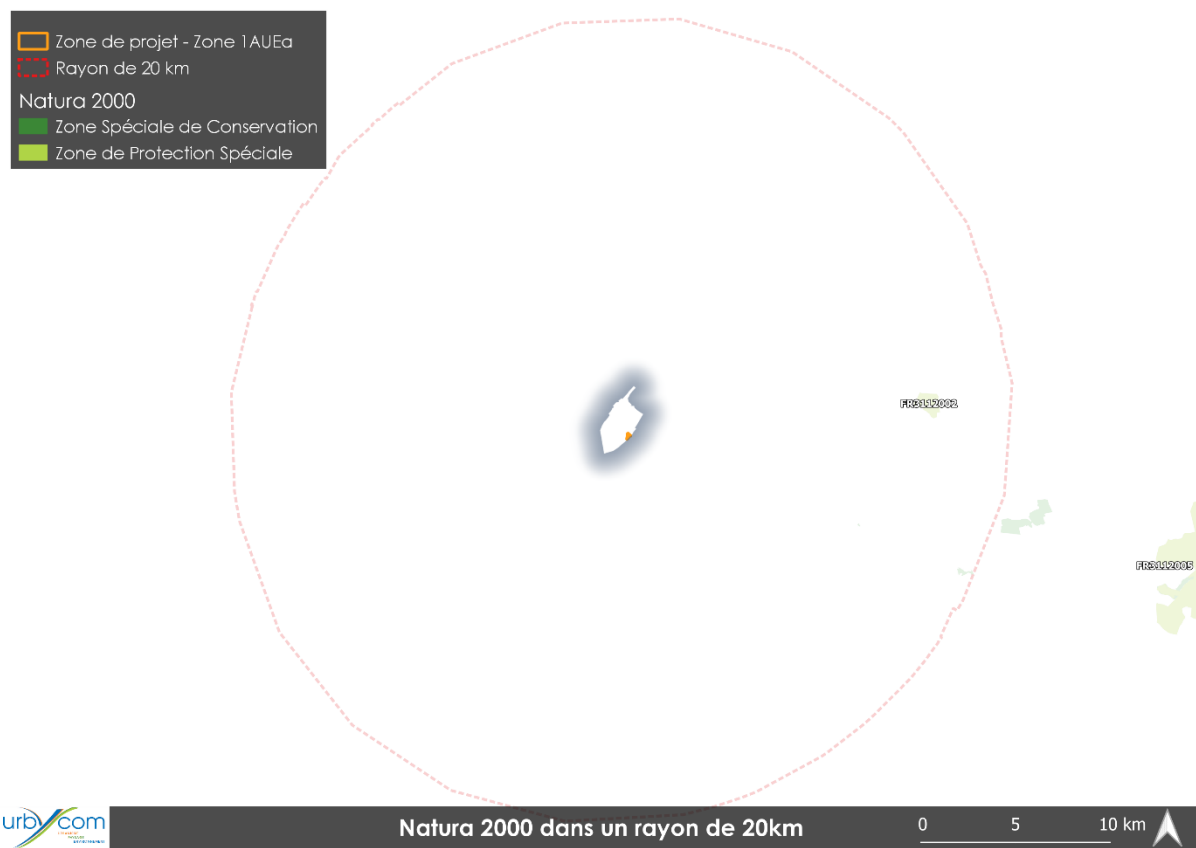 Zone de projet - Zone 1AUEa
Rayon de 20 km
Natura 2000
Zone Spéciale de Conservation
Zone de Protection Spéciale
FR3112002
FR3112005
urbycom
Natura 2000 dans un rayon de 20km
0 5 10 km